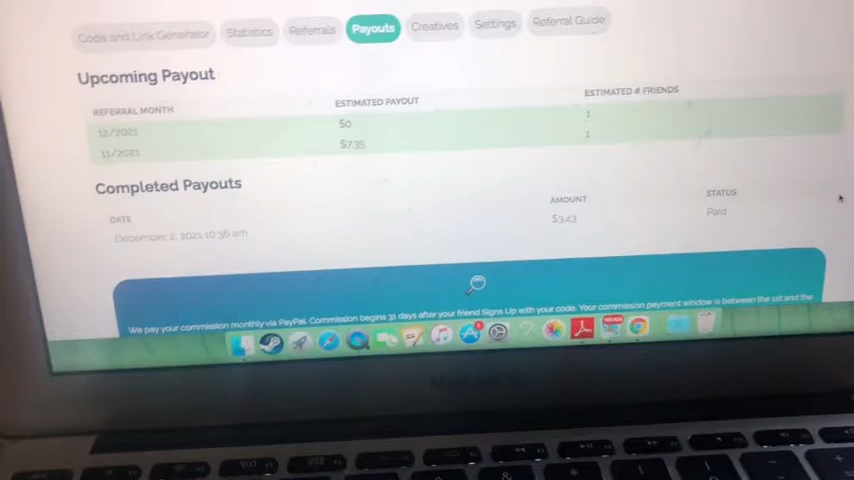 Code and Link Generator Statistics Referrals Payouts Creatives Settings Referral Guide
Upcoming Payout
REFERRAL MONTH ESTIMATED PAYOUT ESTIMATED # FRIENDS
12/2021 $0 1
11/2021 $7.35 1
Completed Payouts
DATE AMOUNT STATUS
December 2, 2021 10:36 am $3.43 Paid
We pay your commission monthly via PayPal. Commission begins 31 days after your friend Signs Up with your code. Your commission payment window is between the 1st and the